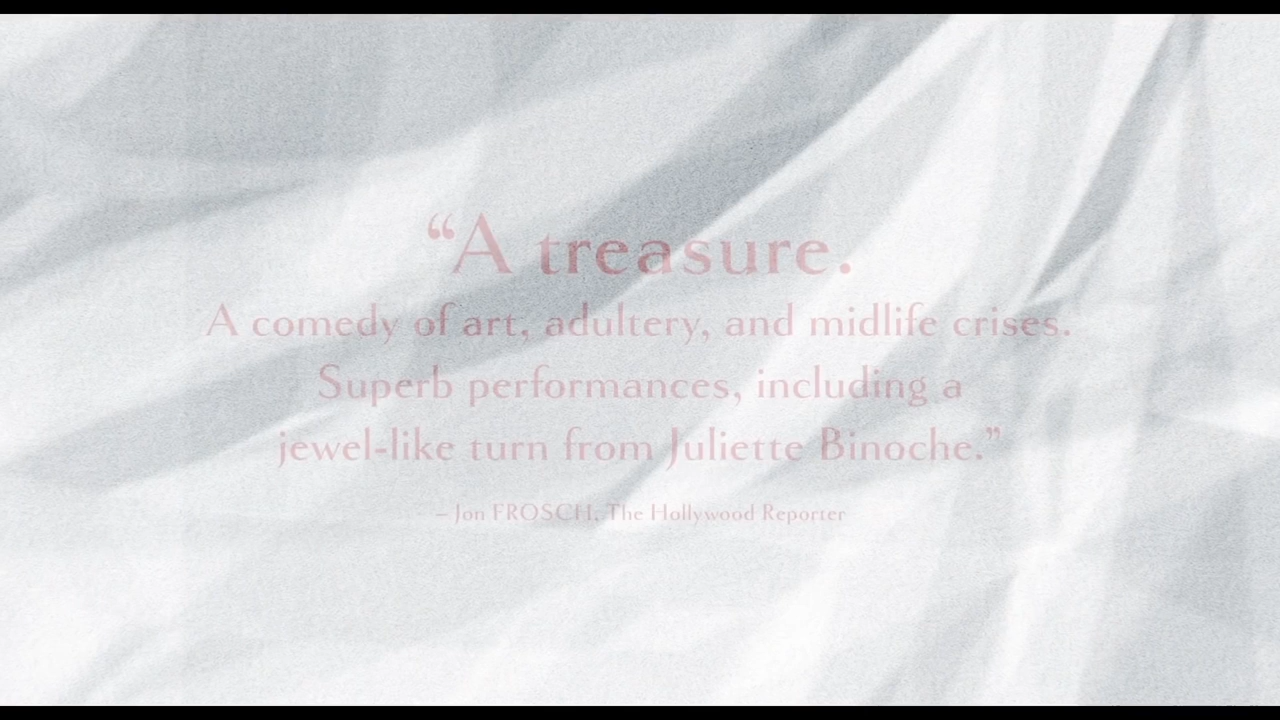 “A treasure.
A comedy of art, adultery, and midlife crises.
Superb performances, including a
jewel-like turn from Juliette Binoche.”
– Jon FROSCH, The Hollywood Reporter